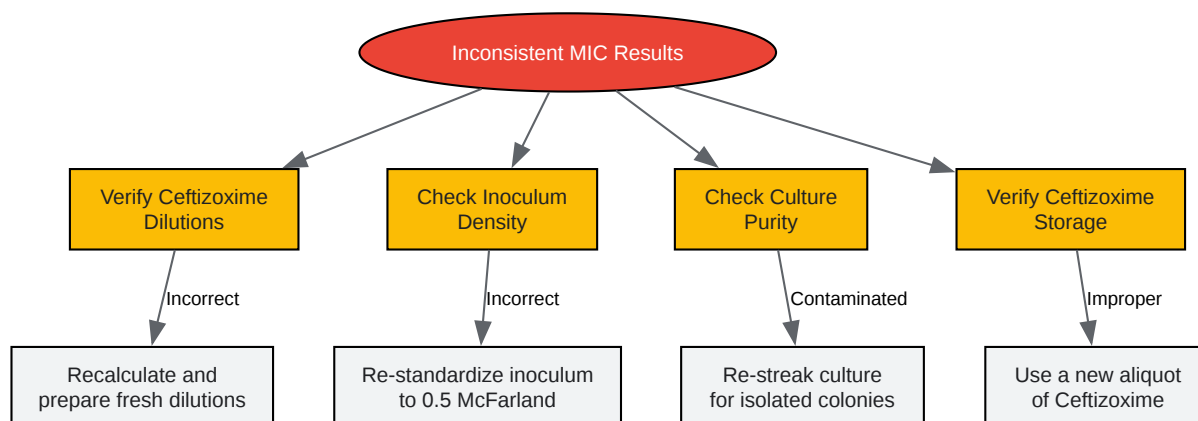 Inconsistent MIC Results
Verify Ceftizoxime
Dilutions
Check Inoculum
Density
Check Culture
Purity
Verify Ceftizoxime
Storage
Incorrect
Incorrect
Contaminated
Improper
Recalculate and
prepare fresh dilutions
Re-standardize inoculum
to 0.5 McFarland
Re-streak culture
for isolated colonies
Use a new aliquot
of Ceftizoxime